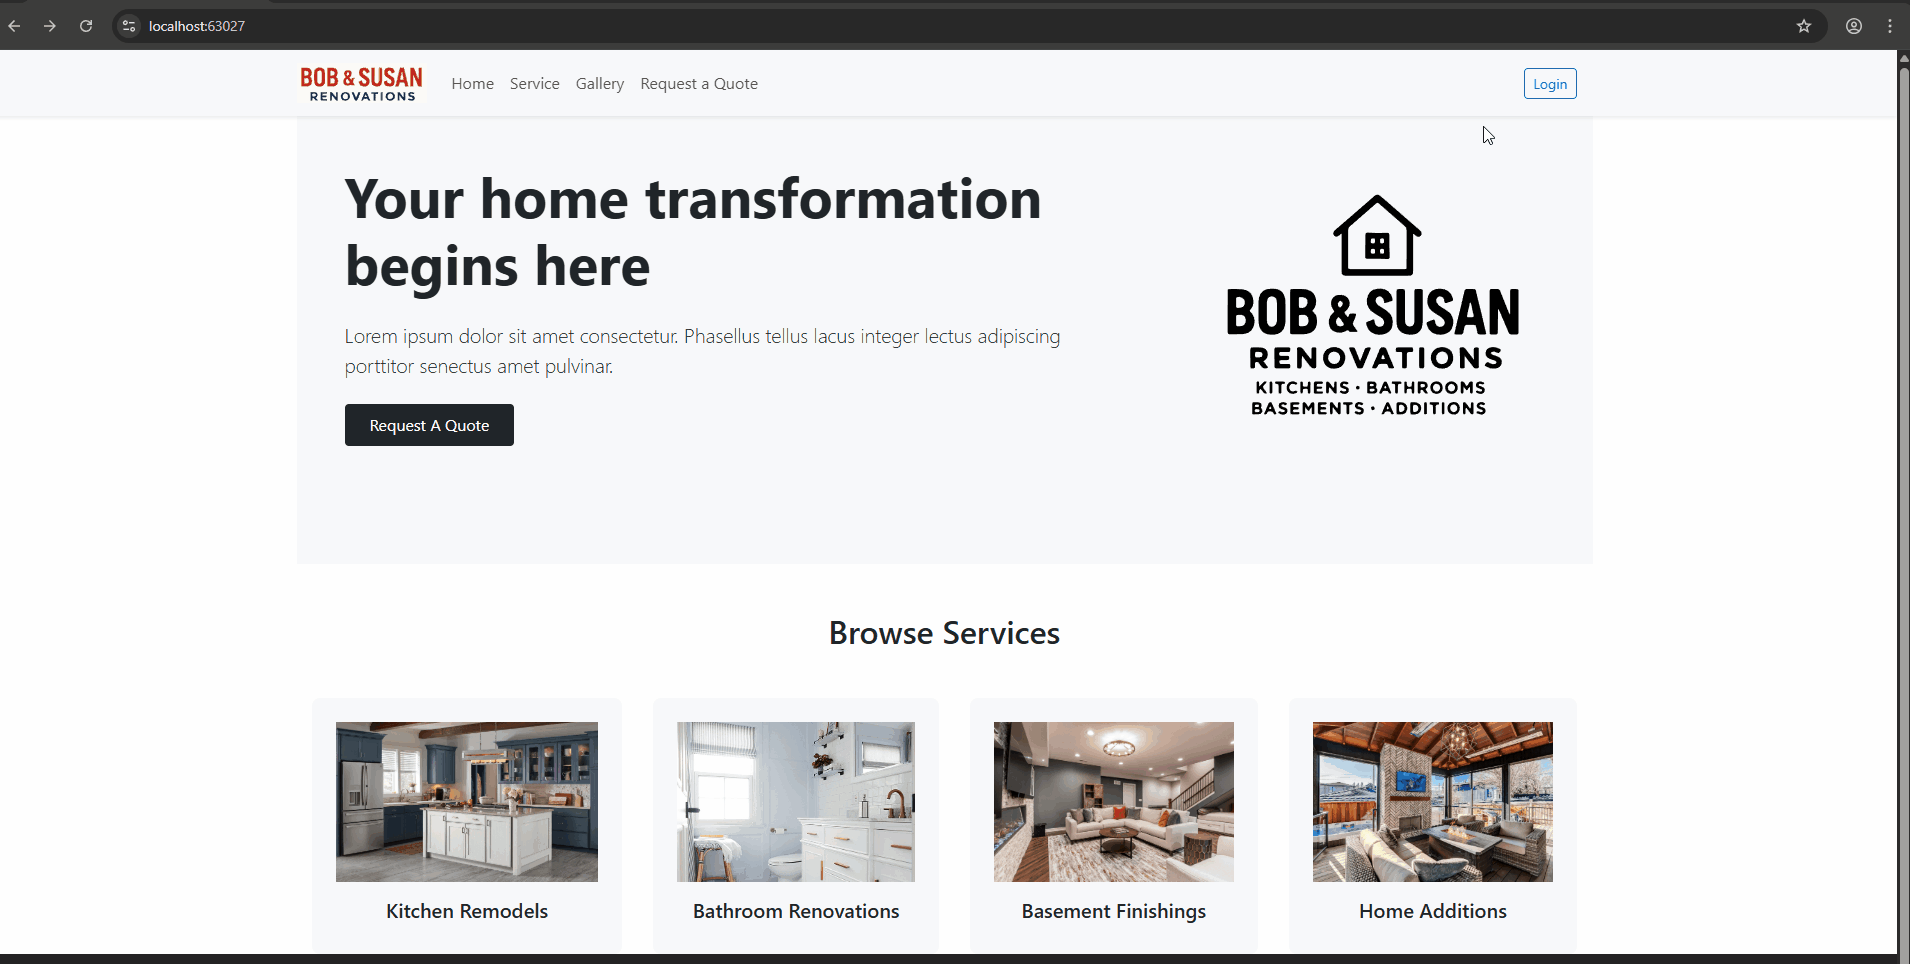 localhost:63027
BOB & SUSAN
RENOVATIONS
Home Service Gallery Request a Quote
Login
Your home transformation
begins here
Lorem ipsum dolor sit amet consectetur. Phasellus tellus lacus integer lectus adipiscing
porttitor senectus amet pulvinar.
Request A Quote
BOB & SUSAN
RENOVATIONS
KITCHENS · BATHROOMS
BASEMENTS · ADDITIONS
Browse Services
Kitchen Remodels
Bathroom Renovations
Basement Finishings
Home Additions